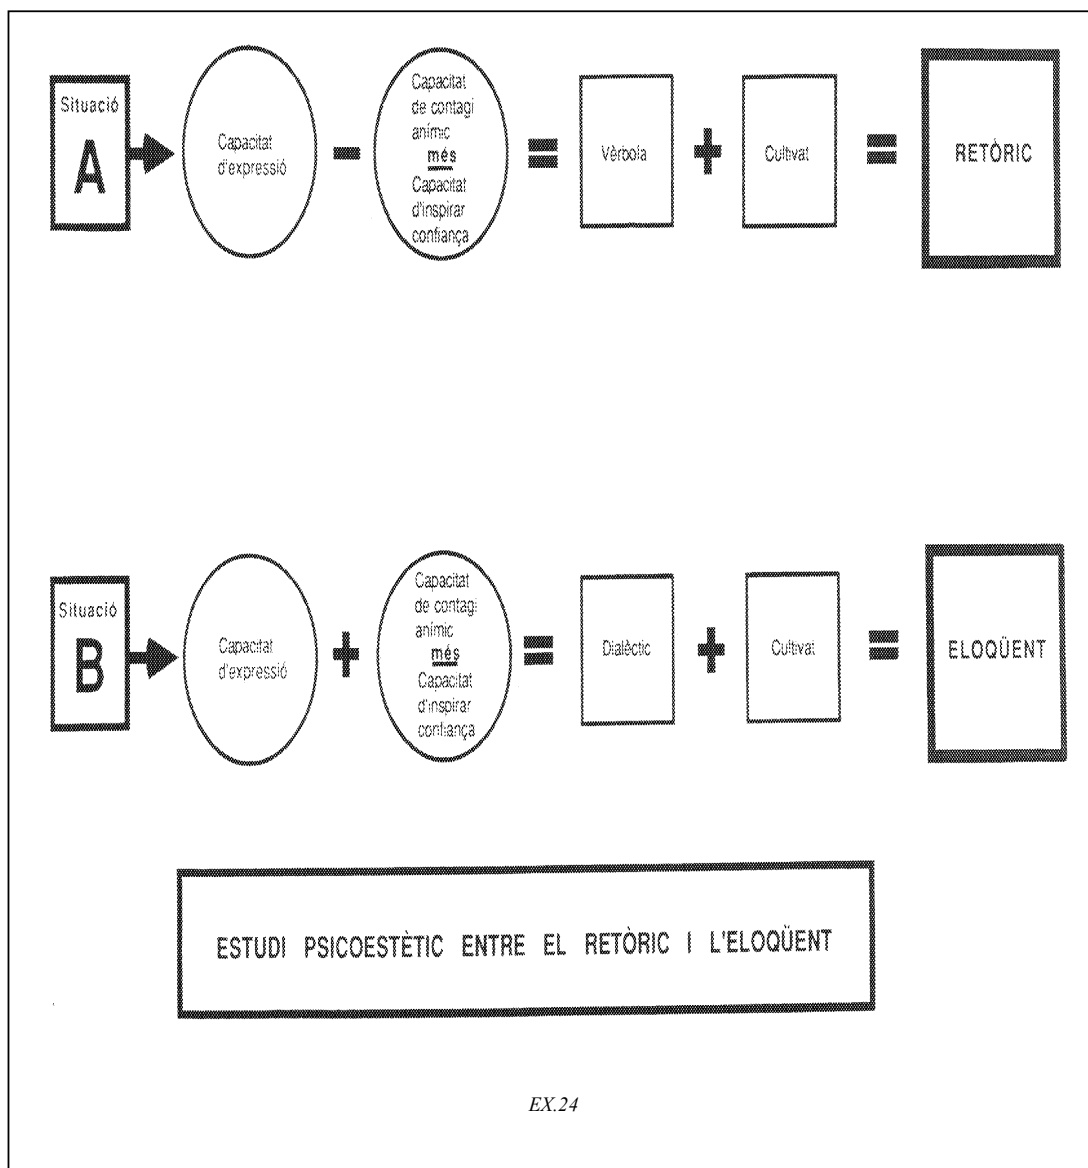 Situació
A
Capacitat
d'expressió
-
Capacitat
de contagi
anímic
més
Capacitat
d'inspirar
confiança
=
Vèrbola
+
Cultivat
=
RETÒRIC
Situació
B
Capacitat
d'expressió
+
Capacitat
de contagi
anímic
més
Capacitat
d'inspirar
confiança
=
Dialèctic
+
Cultivat
=
ELOQÜENT
ESTUDI PSICOESTÈTIC ENTRE EL RETÒRIC I L'ELOQÜENT
EX.24